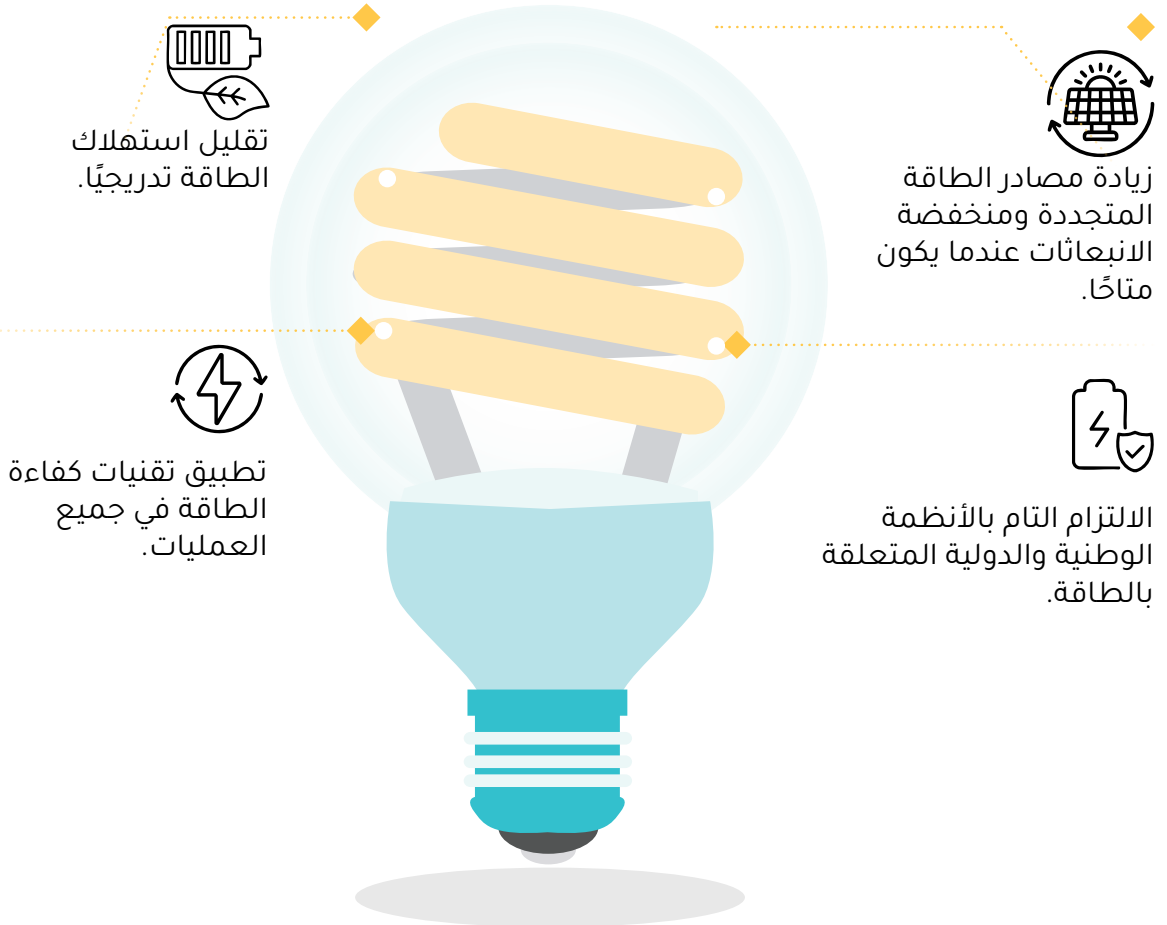 زيادة مصادر الطاقة
المتجددة ومنخفضة
الانبعاثات عندما يكون
متاحًا.
تقليل استهلاك
الطاقة تدريجيًا.
الالتزام التام بالأنظمة
الوطنية والدولية المتعلقة
بالطاقة.
تطبيق تقنيات كفاءة
الطاقة في جميع
العمليات.